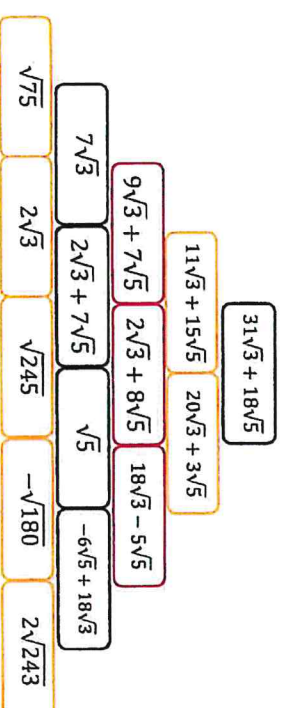 31√3 + 18√5
11√3 + 15√5 20√3 + 3√5
9√3 + 7√5 2√3 + 8√5 18√3 − 5√5
7√3 2√3 + 7√5 √5 −6√5 + 18√3
√75 2√3 √245 −√180 2√243